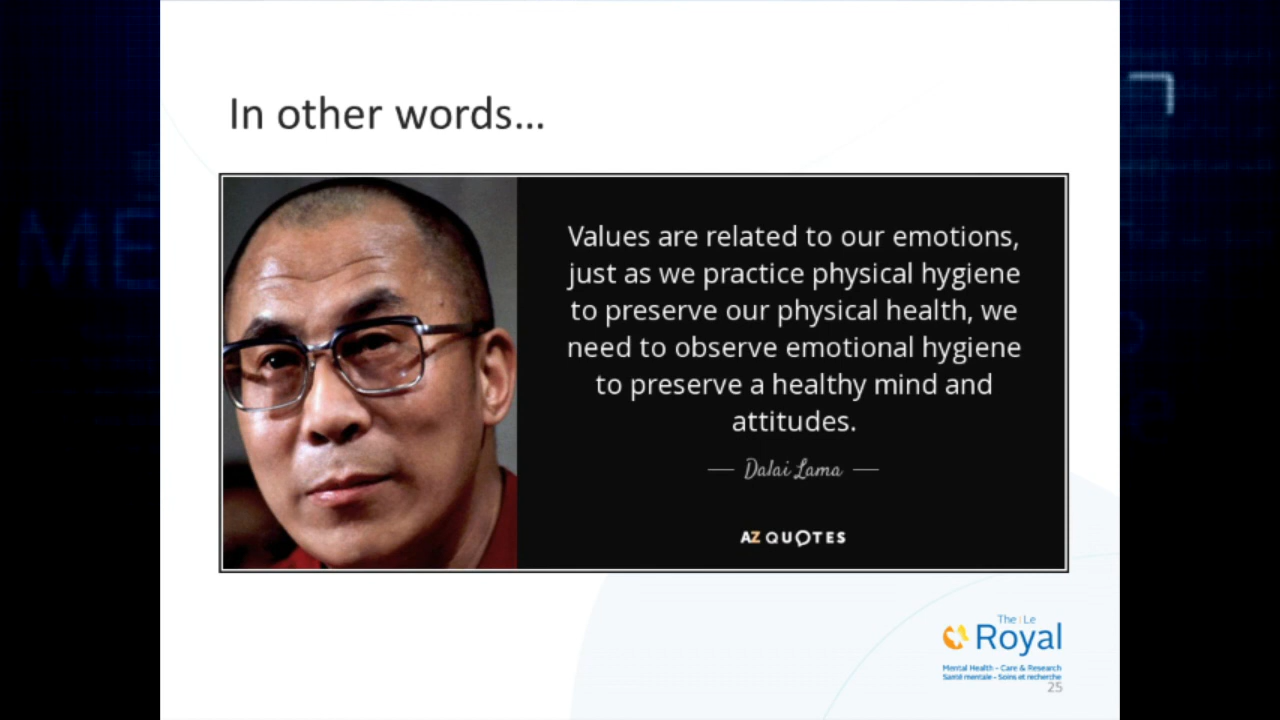 In other words...
Values are related to our emotions,
just as we practice physical hygiene
to preserve our physical health, we
need to observe emotional hygiene
to preserve a healthy mind and
attitudes.
Dalai Lama
AZ QUOTES
The Le
Royal
Mental Health - Care & Research
Santé mentale - Soins et recherche
25